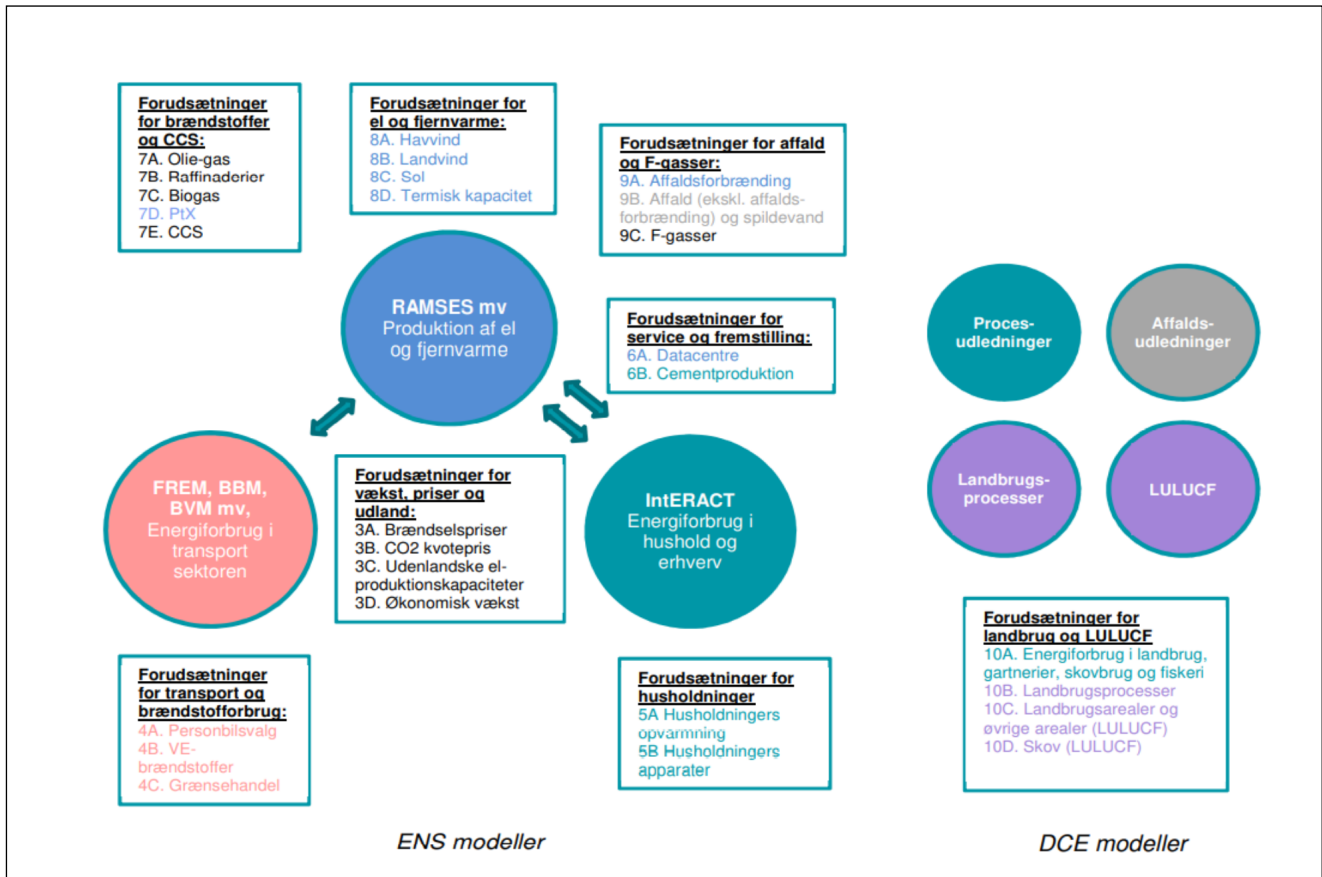 Forudsætninger
for brændstoffer
og CCS:
7A. Olie-gas
7B. Raffinaderier
7C. Biogas
7D. PtX
7E. CCS
Forudsætninger for
el og fjernvarme:
8A. Havvind
8B. Landvind
8C. Sol
8D. Termisk kapacitet
Forudsætninger for affald
og F-gasser:
9A. Affaldsforbrænding
9B. Affald (ekskl. affalds-
forbrænding) og spildevand
9C. F-gasser
RAMSES mv
Produktion af el
og fjernvarme
Forudsætninger for
service og fremstilling:
6A. Datacentre
6B. Cementproduktion
Proces-
udledninger
Affalds-
udledninger
FREM, BBM,
BVM mv,
Energiforbrug i
transport
sektoren
Forudsætninger for
vækst, priser og
udland:
3A. Brændselspriser
3B. CO2 kvotepris
3C. Udenlandske el-
produktionskapaciteter
3D. Økonomisk vækst
IntERACT
Energiforbrug i
hushold og
erhverv
Landbrugs-
processer
LULUCF
Forudsætninger
for transport og
brændstofforbrug:
4A. Personbilsvalg
4B. VE-
brændstoffer
4C. Grænsehandel
Forudsætninger for
husholdninger
5A Husholdningers
opvarmning
5B Husholdningers
apparater
Forudsætninger for
landbrug og LULUCF
10A. Energiforbrug i landbrug,
gartnerier, skovbrug og fiskeri
10B. Landbrugsprocesser
10C. Landbrugsarealer og
øvrige arealer (LULUCF)
10D. Skov (LULUCF)
ENS modeller
DCE modeller